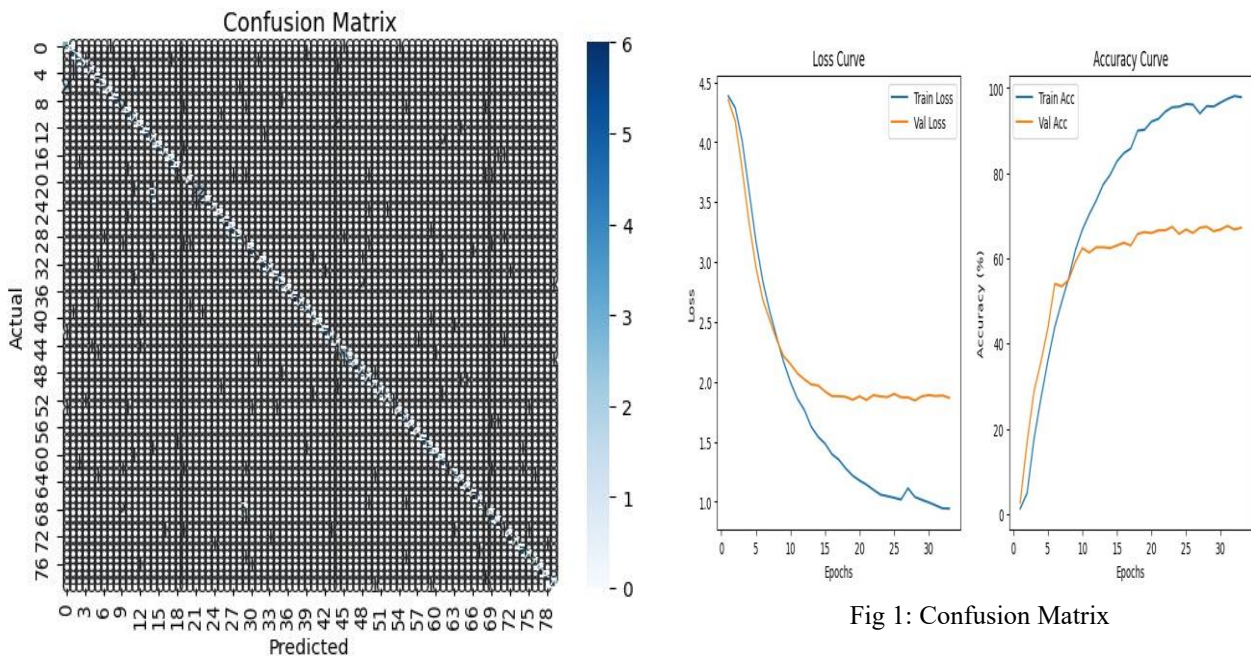 Confusion Matrix
Actual
0
4
8
12
16
20
24
28
32
36
40
44
48
52
56
60
64
68
72
76
0 3 6 9 12 15 18 21 24 27 30 33 36 39 42 45 48 51 54 57 60 63 66 69 72 75 78
Predicted
6
5
4
3
2
1
0
Loss Curve
Train Loss
Val Loss
Loss
4.5
4.0
3.5
3.0
2.5
2.0
1.5
1.0
0 5 10 15 20 25 30
Epochs
Accuracy Curve
Train Acc
Val Acc
Accuracy (%)
100
80
60
40
20
0
0 5 10 15 20 25 30
Epochs
Fig 1: Confusion Matrix